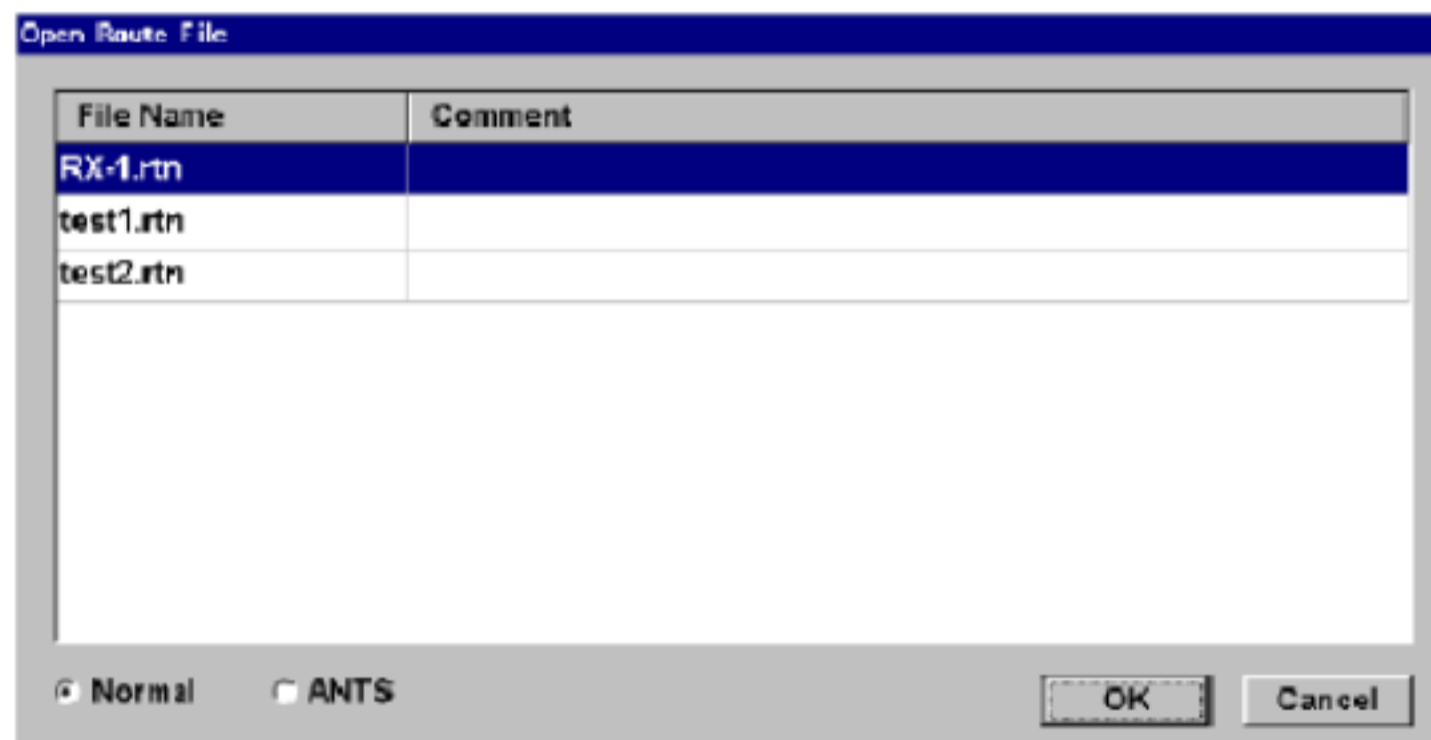 Open Route File
File Name Comment
RX-1.rtn
test1.rtn
test2.rtn
Normal ANTS OK Cancel